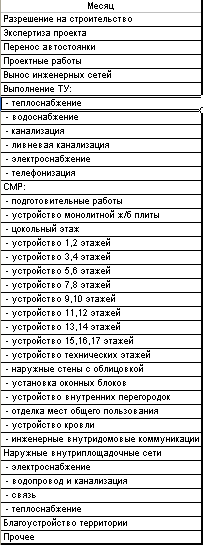 Месяц
Разрешение на строительство
Экспертиза проекта
Перенос автостоянки
Проектные работы
Вынос инженерных сетей
Выполнение ТУ:
- теплоснабжение
- водоснабжение
- канализация
- ливневая канализация
- электроснабжение
- телефонизация
СМР:
- подготовительные работы
- устройство монолитной ж/б плиты
- цокольный этаж
- устройство 1,2 этажей
- устройство 3,4 этажей
- устройство 5,6 этажей
- устройство 7,8 этажей
- устройство 9,10 этажей
- устройство 11,12 этажей
- устройство 13,14 этажей
- устройство 15,16,17 этажей
- устройство технических этажей
- наружные стены с облицовкой
- установка оконных блоков
- устройство внутренних перегородок
- отделка мест общего пользования
- устройство кровли
- инженерные внутридомовые коммуникации
Наружные внутриплощадочные сети
- электроснабжение
- водопровод и канализация
- связь
- теплоснабжение
Благоустройство территории
Прочее